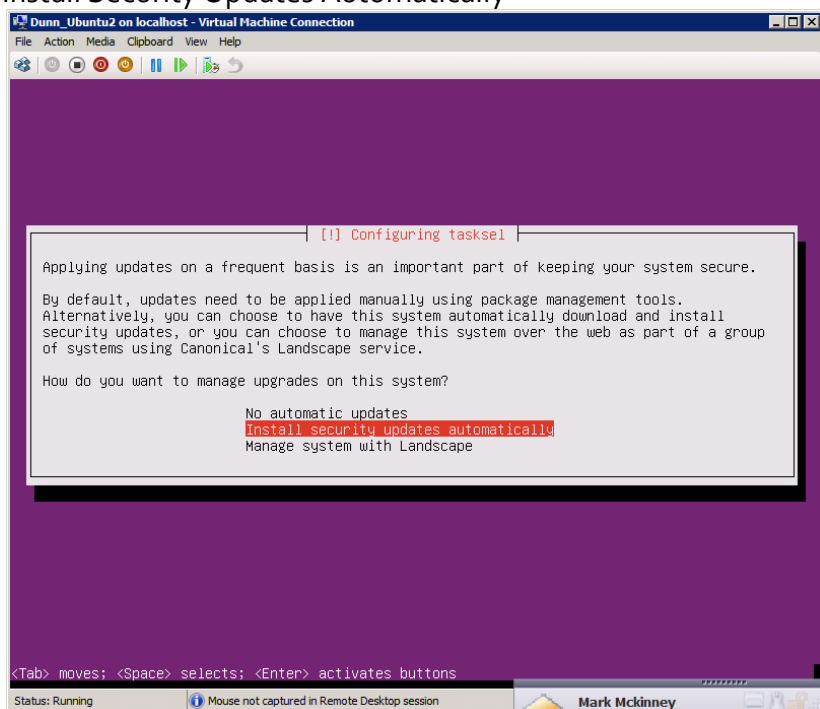 Install Security Updates Automatically
Dunn_Ubuntu2 on localhost - Virtual Machine Connection
File Action Media Clipboard View Help
[!] Configuring tasksel
Applying updates on a frequent basis is an important part of keeping your system secure.
By default, updates need to be applied manually using package management tools.
Alternatively, you can choose to have this system automatically download and install
security updates, or you can choose to manage this system over the web as part of a group
of systems using Canonical's Landscape service.
How do you want to manage upgrades on this system?
No automatic updates
Install security updates automatically
Manage system with Landscape
<Tab> moves; <Space> selects; <Enter> activates buttons
Status: Running
Mouse not captured in Remote Desktop session
Mark Mckinney